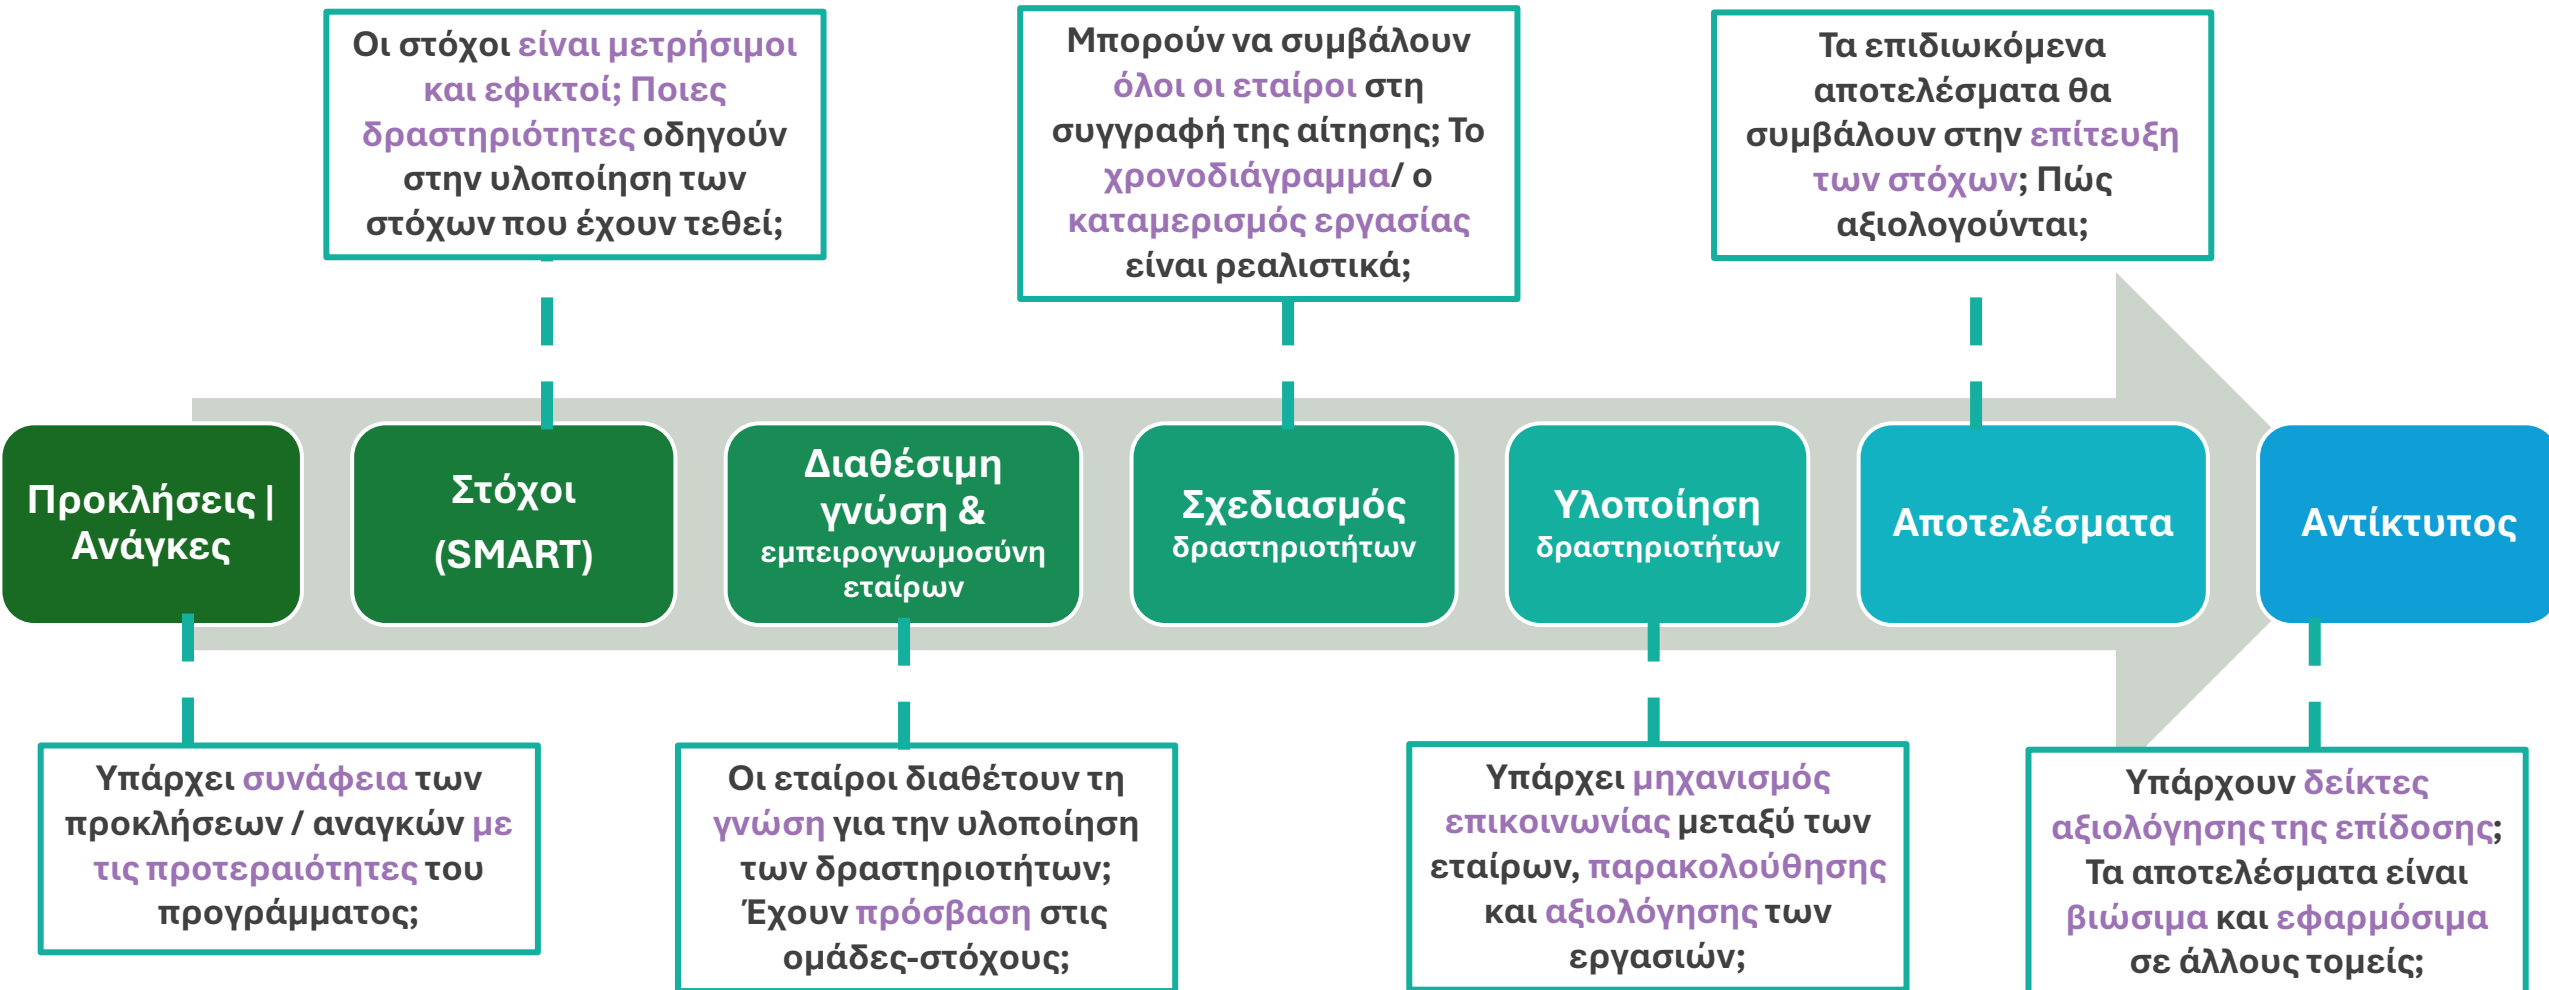 Οι στόχοι είναι μετρήσιμοι
και εφικτοί; Ποιες
δραστηριότητες οδηγούν
στην υλοποίηση των
στόχων που έχουν τεθεί;
Μπορούν να συμβάλουν
όλοι οι εταίροι στη
συγγραφή της αίτησης; Το
χρονοδιάγραμμα/ ο
καταμερισμός εργασίας
είναι ρεαλιστικά;
Τα επιδιωκόμενα
αποτελέσματα θα
συμβάλουν στην επίτευξη
των στόχων; Πώς
αξιολογούνται;
Προκλήσεις |
Ανάγκες
Στόχοι
(SMART)
Διαθέσιμη
γνώση &
εμπειρογνωμοσύνη
εταίρων
Σχεδιασμός
δραστηριοτήτων
Υλοποίηση
δραστηριοτήτων
Αποτελέσματα
Αντίκτυπος
Υπάρχει συνάφεια των
προκλήσεων / αναγκών με
τις προτεραιότητες του
προγράμματος;
Οι εταίροι διαθέτουν τη
γνώση για την υλοποίηση
των δραστηριοτήτων;
Έχουν πρόσβαση στις
ομάδες-στόχους;
Υπάρχει μηχανισμός
επικοινωνίας μεταξύ των
εταίρων, παρακολούθησης
και αξιολόγησης των
εργασιών;
Υπάρχουν δείκτες
αξιολόγησης της επίδοσης;
Τα αποτελέσματα είναι
βιώσιμα και εφαρμόσιμα
σε άλλους τομείς;